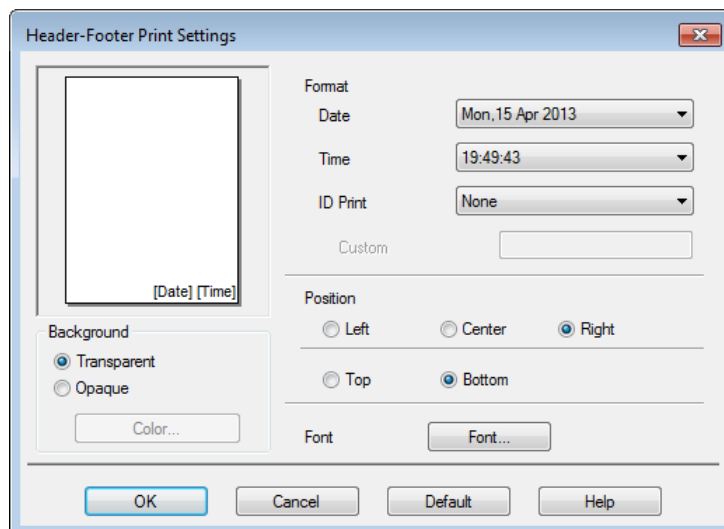 Header-Footer Print Settings
[Date] [Time]
Background
Transparent
Opaque
Color...
Format
Date Mon,15 Apr 2013
Time 19:49:43
ID Print None
Custom
Position
Left Center Right
Top Bottom
Font Font...
OK Cancel Default Help